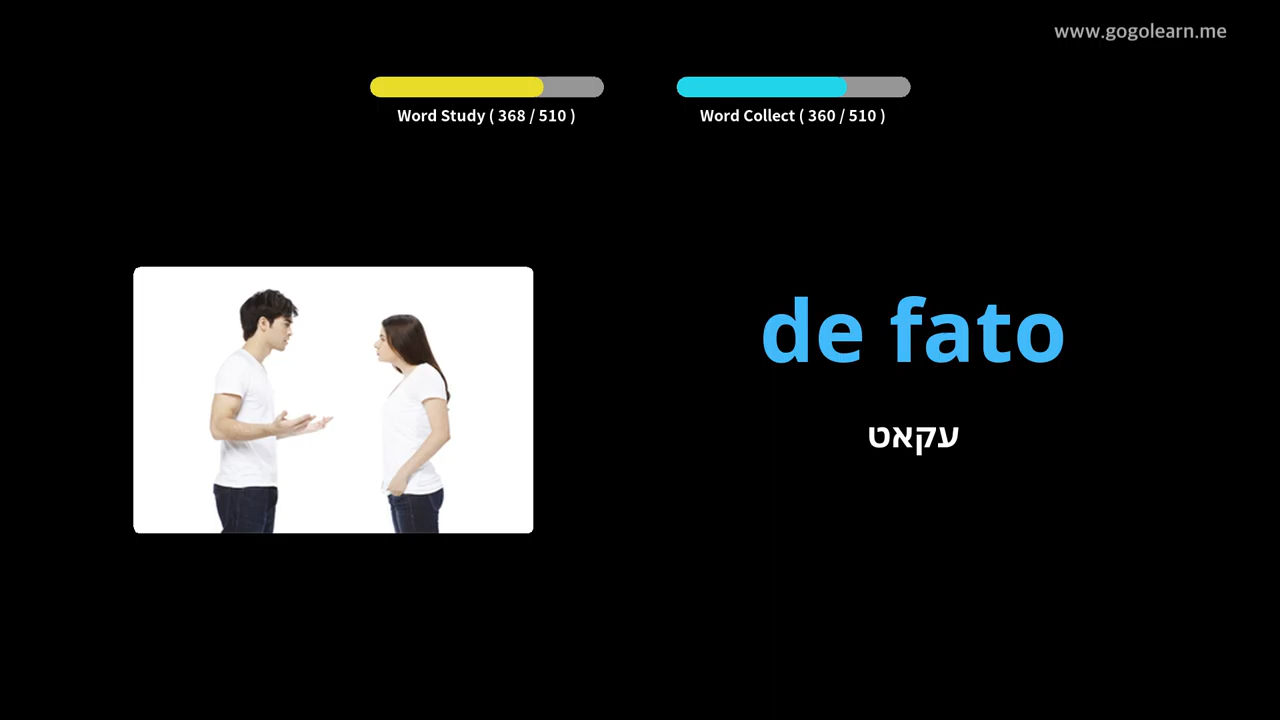 www.gogolearn.me
Word Study ( 368 / 510 )
Word Collect ( 360 / 510 )
de fato
עקאט